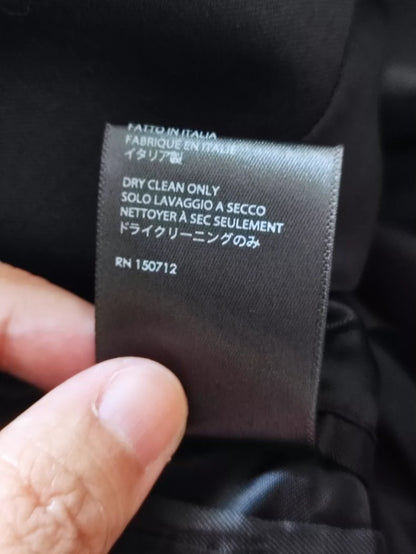 FATTO IN ITALIA
FABRIQUÉ EN ITALIE
イタリア製
DRY CLEAN ONLY
SOLO LAVAGGIO A SECCO
NETTOYER À SEC SEULEMENT
ドライクリーニングのみ
RN 150712